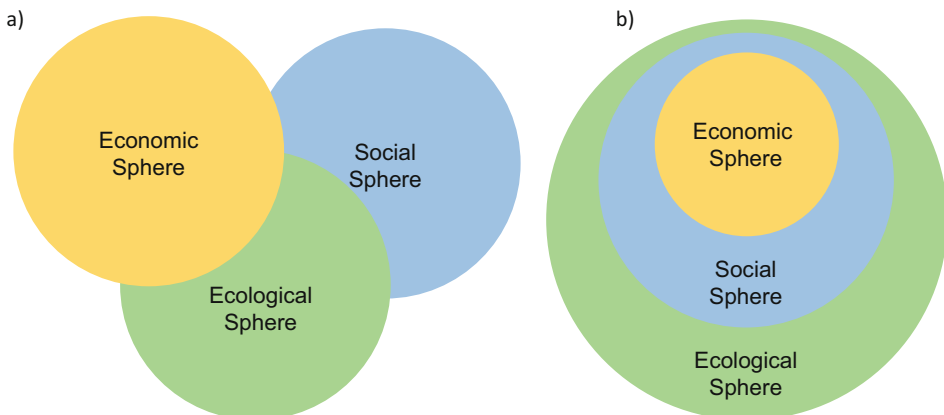 a)
Economic
Sphere
Social
Sphere
Ecological
Sphere
b)
Economic
Sphere
Social
Sphere
Ecological
Sphere